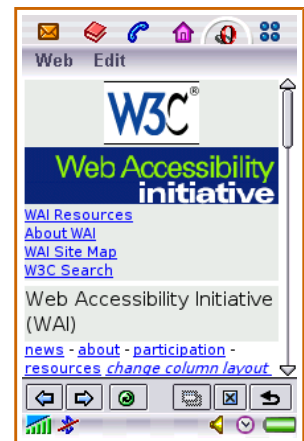 Web Edit
W3C®
Web Accessibility
initiative
WAI Resources
About WAI
WAI Site Map
W3C Search
Web Accessibility Initiative
(WAI)
news - about - participation -
resources change column layout